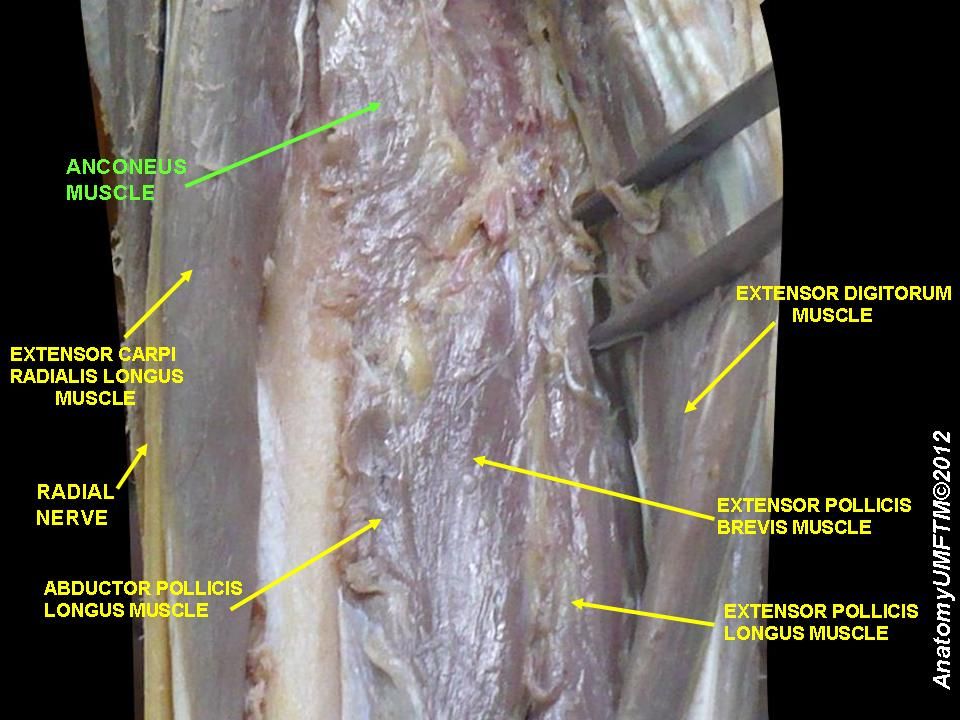 ANCONEUS
MUSCLE
EXTENSOR CARPI
RADIALIS LONGUS
MUSCLE
RADIAL
NERVE
ABDUCTOR POLLICIS
LONGUS MUSCLE
EXTENSOR DIGITORUM
MUSCLE
EXTENSOR POLLICIS
BREVIS MUSCLE
EXTENSOR POLLICIS
LONGUS MUSCLE
AnatomyUMFTM©2012